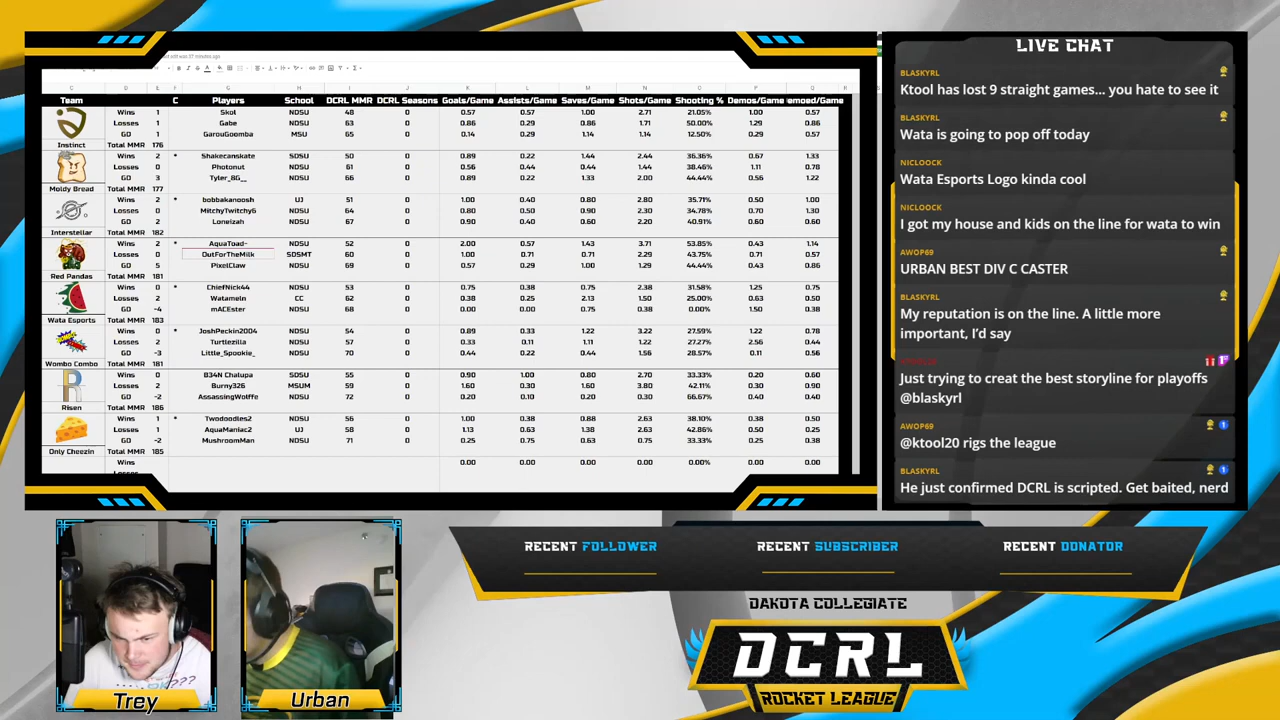 Team C Players School DCRL MMR DCRL Seasons Goals/Game Assists/Game Saves/Game Shots/Game Shooting % Demos/Game emoed/Game
Wins 1 Skol NDSU 48 0 0.57 0.57 1.00 2.71 21.05% 1.00 0.57
Losses 1 Gabe NDSU 63 0 0.86 0.29 0.86 1.71 50.00% 1.29 0.86
GD 1 GarouGoomba MSU 65 0 0.14 0.29 1.14 1.14 12.50% 0.29 0.57
Instinct Total MMR 176
Wins 2 * Shakecanskate SDSU 50 0 0.89 0.22 1.44 2.44 36.36% 0.67 1.33
Losses 0 Photonut NDSU 61 0 0.56 0.44 0.44 1.44 38.46% 1.11 0.78
GD 3 Tyler_8G__ NDSU 66 0 0.89 0.22 1.33 2.00 44.44% 0.56 1.22
Moldy Bread Total MMR 177
Wins 2 * bobbakanoosh UJ 51 0 1.00 0.40 0.80 2.80 35.71% 0.50 1.00
Losses 0 MitchyTwitchy6 NDSU 64 0 0.80 0.50 0.90 2.30 34.78% 0.70 1.30
GD 2 Loneizah NDSU 67 0 0.90 0.40 0.60 2.20 40.91% 0.60 0.60
Interstellar Total MMR 182
Wins 2 * AquaToad- NDSU 52 0 2.00 0.57 1.43 3.71 53.85% 0.43 1.14
Losses 0 OutForTheMilk SDSMT 60 0 1.00 0.71 0.71 2.29 43.75% 0.71 0.57
GD 5 PixelClaw NDSU 69 0 0.57 0.29 1.00 1.29 44.44% 0.43 0.86
Red Pandas Total MMR 181
Wins 0 * ChiefNick44 NDSU 53 0 0.75 0.38 0.75 2.38 31.58% 1.25 0.75
Losses 2 Watameln CC 62 0 0.38 0.25 2.13 1.50 25.00% 0.63 0.50
GD -4 mACEster NDSU 68 0 0.00 0.00 0.75 0.38 0.00% 1.50 0.38
Wata Esports Total MMR 183
Wins 0 * JoshPeckin2004 NDSU 54 0 0.89 0.33 1.22 3.22 27.59% 1.22 0.78
Losses 2 Turtlezilla NDSU 57 0 0.33 0.11 1.11 1.22 27.27% 2.56 0.44
GD -3 Little_Spookie_ NDSU 70 0 0.44 0.22 0.44 1.56 28.57% 0.11 0.56
Wombo Combo Total MMR 181
Wins 0 B34N Chalupa SDSU 55 0 0.90 1.00 0.80 2.70 33.33% 0.20 0.60
Losses 2 Burny326 MSUM 59 0 1.60 0.30 1.60 3.80 42.11% 0.30 0.90
GD -2 AssassingWolffe NDSU 72 0 0.20 0.10 0.20 0.30 66.67% 0.40 0.40
Risen Total MMR 186
Wins 1 * Twodoodles2 NDSU 56 0 1.00 0.38 0.88 2.63 38.10% 0.38 0.50
Losses 1 AquaManiac2 UJ 58 0 1.13 0.63 1.38 2.63 42.86% 0.50 0.25
GD -2 MushroomMan NDSU 71 0 0.25 0.75 0.63 0.75 33.33% 0.25 0.38
Only Cheezin Total MMR 185
Wins 0.00 0.00 0.00 0.00 0.00% 0.00 0.00
LIVE CHAT
BLASKYRL
Ktool has lost 9 straight games... you hate to see it
BLASKYRL
Wata is going to pop off today
NICLOOCK
Wata Esports Logo kinda cool
NICLOOCK
I got my house and kids on the line for wata to win
AWOP69
URBAN BEST DIV C CASTER
BLASKYRL
My reputation is on the line. A little more
important, I'd say
Just trying to creat the best storyline for playoffs
@blaskyrl
AWOP69
@ktool20 rigs the league
BLASKYRL
He just confirmed DCRL is scripted. Get baited, nerd
RECENT FOLLOWER
RECENT SUBSCRIBER
RECENT DONATOR
Trey
Urban
DAKOTA COLLEGIATE
DCRL
ROCKET LEAGUE